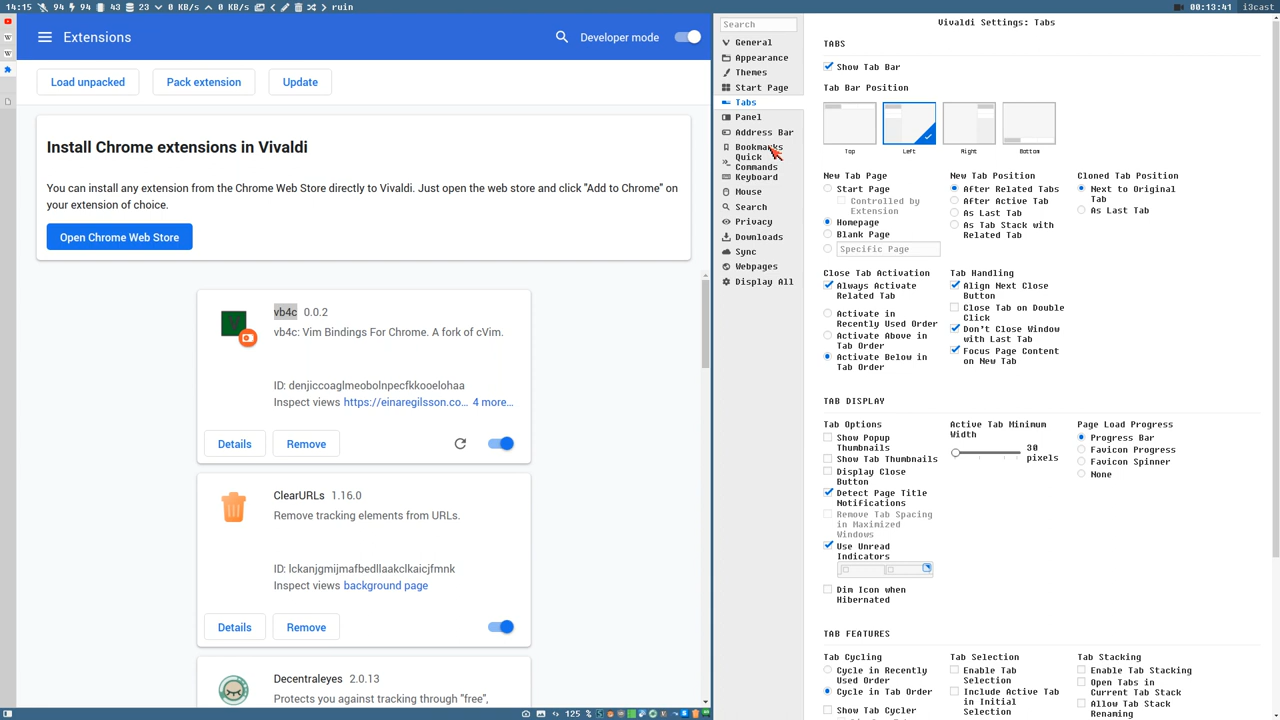 14:15 94 94 43 23 0 KB/s 0 KB/s ruin 00:13:41 i3cast
Extensions
Developer mode
Load unpacked
Pack extension
Update
Install Chrome extensions in Vivaldi
You can install any extension from the Chrome Web Store directly to Vivaldi. Just open the web store and click "Add to Chrome" on
your extension of choice.
Open Chrome Web Store
vb4c 0.0.2
vb4c: Vim Bindings For Chrome. A fork of cVim.
ID: denjiccoaglmeobolnpecfkkooelohaa
Inspect views https://einaregilsson.co... 4 more...
Details
Remove
ClearURLs 1.16.0
Remove tracking elements from URLs.
ID: lckanjgmijmafbedllaakclkaicjfmnk
Inspect views background page
Details
Remove
Decentraleyes 2.0.13
Protects you against tracking through "free",
125 %
Search
General
Appearance
Themes
Start Page
Tabs
Panel
Address Bar
Bookmarks
Quick
Commands
Keyboard
Mouse
Search
Privacy
Downloads
Sync
Webpages
Display All
Vivaldi Settings: Tabs
TABS
Show Tab Bar
Tab Bar Position
Top
Left
Right
Bottom
New Tab Page
Start Page
Controlled by
Extension
Homepage
Blank Page
Specific Page
New Tab Position
After Related Tabs
After Active Tab
As Last Tab
As Tab Stack with
Related Tab
Cloned Tab Position
Next to Original
Tab
As Last Tab
Close Tab Activation
Always Activate
Related Tab
Activate in
Recently Used Order
Activate Above in
Tab Order
Activate Below in
Tab Order
Tab Handling
Align Next Close
Button
Close Tab on Double
Click
Don't Close Window
with Last Tab
Focus Page Content
on New Tab
TAB DISPLAY
Tab Options
Show Popup
Thumbnails
Show Tab Thumbnails
Display Close
Button
Detect Page Title
Notifications
Remove Tab Spacing
in Maximized
Windows
Use Unread
Indicators
Dim Icon when
Hibernated
Active Tab Minimum
Width
30
pixels
Page Load Progress
Progress Bar
Favicon Progress
Favicon Spinner
None
TAB FEATURES
Tab Cycling
Cycle in Recently
Used Order
Cycle in Tab Order
Show Tab Cycler
Tab Selection
Enable Tab
Selection
Include Active Tab
in Initial
Selection
Tab Stacking
Enable Tab Stacking
Open Tabs in
Current Tab Stack
Allow Tab Stack
Renaming